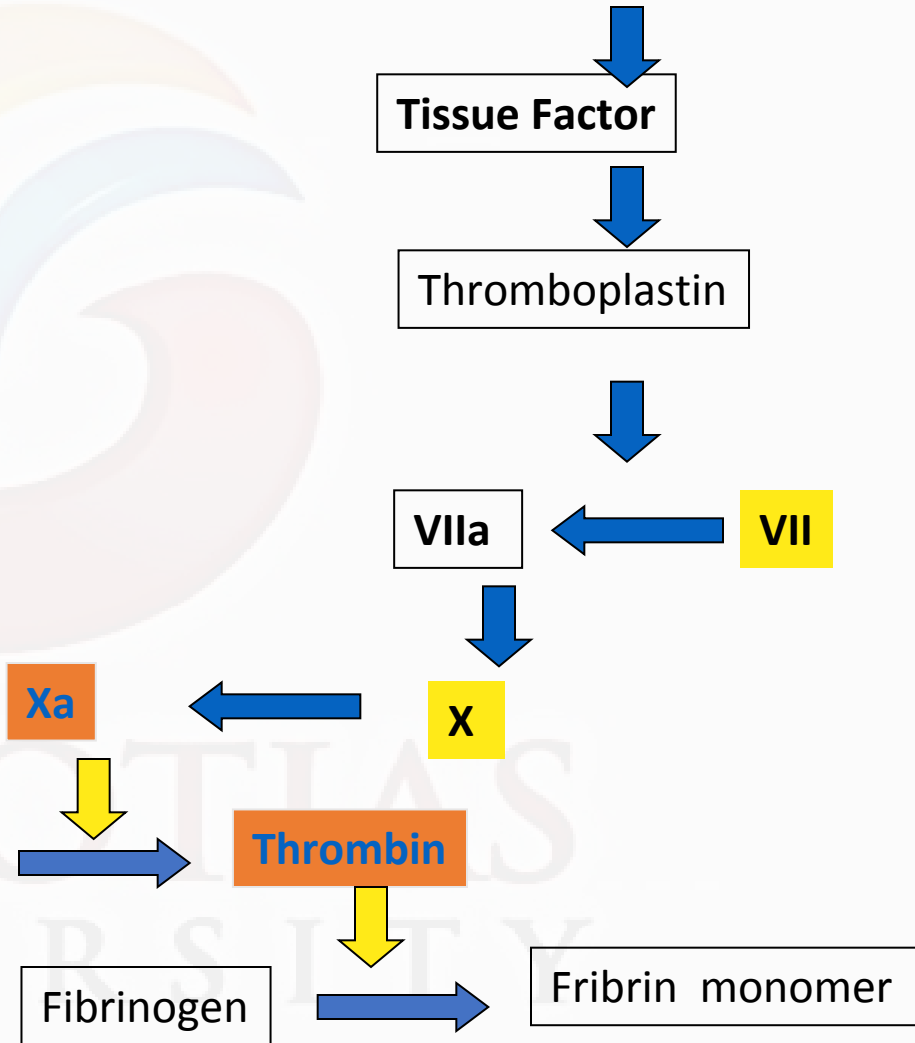 Tissue Factor
Thromboplastin
VIIa
VII
Xa
X
Thrombin
Fibrinogen
Fribrin monomer